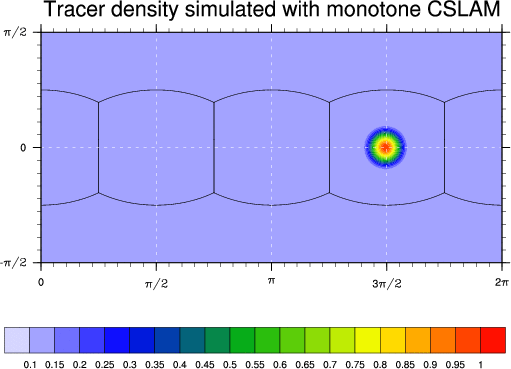 Tracer density simulated with monotone CSLAM
π/2
0
-π/2
0 π/2 π 3π/2 2π
0.1 0.15 0.2 0.25 0.3 0.35 0.4 0.45 0.5 0.55 0.6 0.65 0.7 0.75 0.8 0.85 0.9 0.95 1